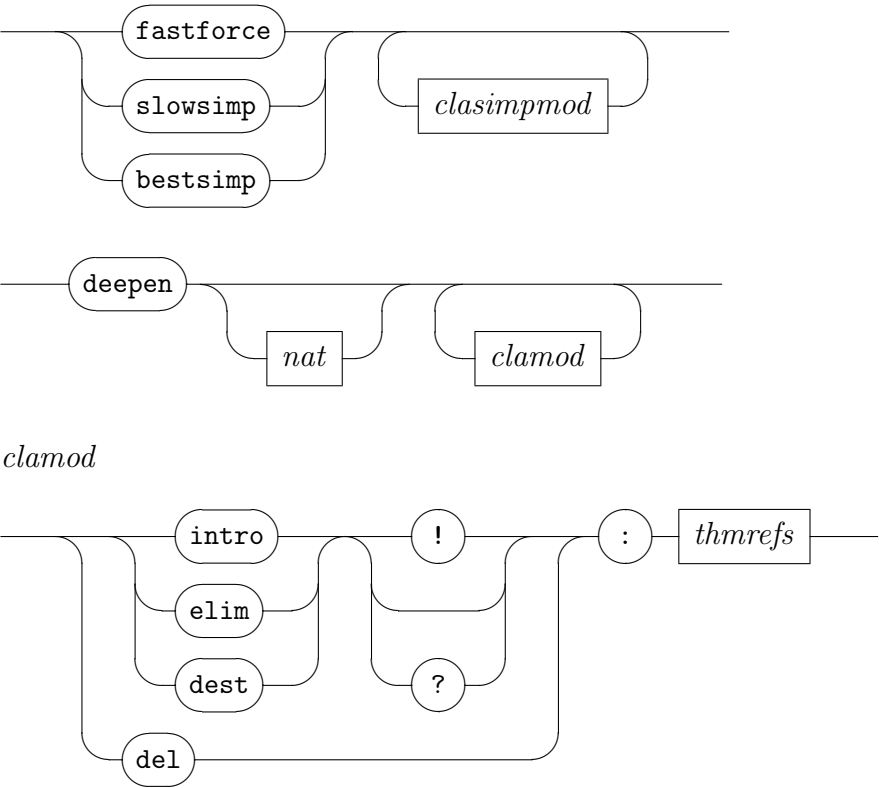 fastforce
slowsimp
clasimpmod
bestsimp
deepen
nat
clamod
clamod
intro ! : thmrefs
elim
dest ?
del